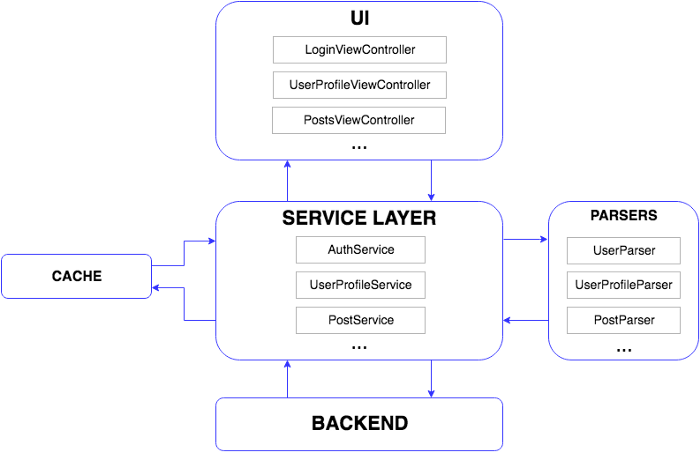 UI
LoginViewController
UserProfileViewController
PostsViewController
...
SERVICE LAYER
AuthService
UserProfileService
PostService
...
PARSERS
UserParser
UserProfileParser
PostParser
...
CACHE
BACKEND